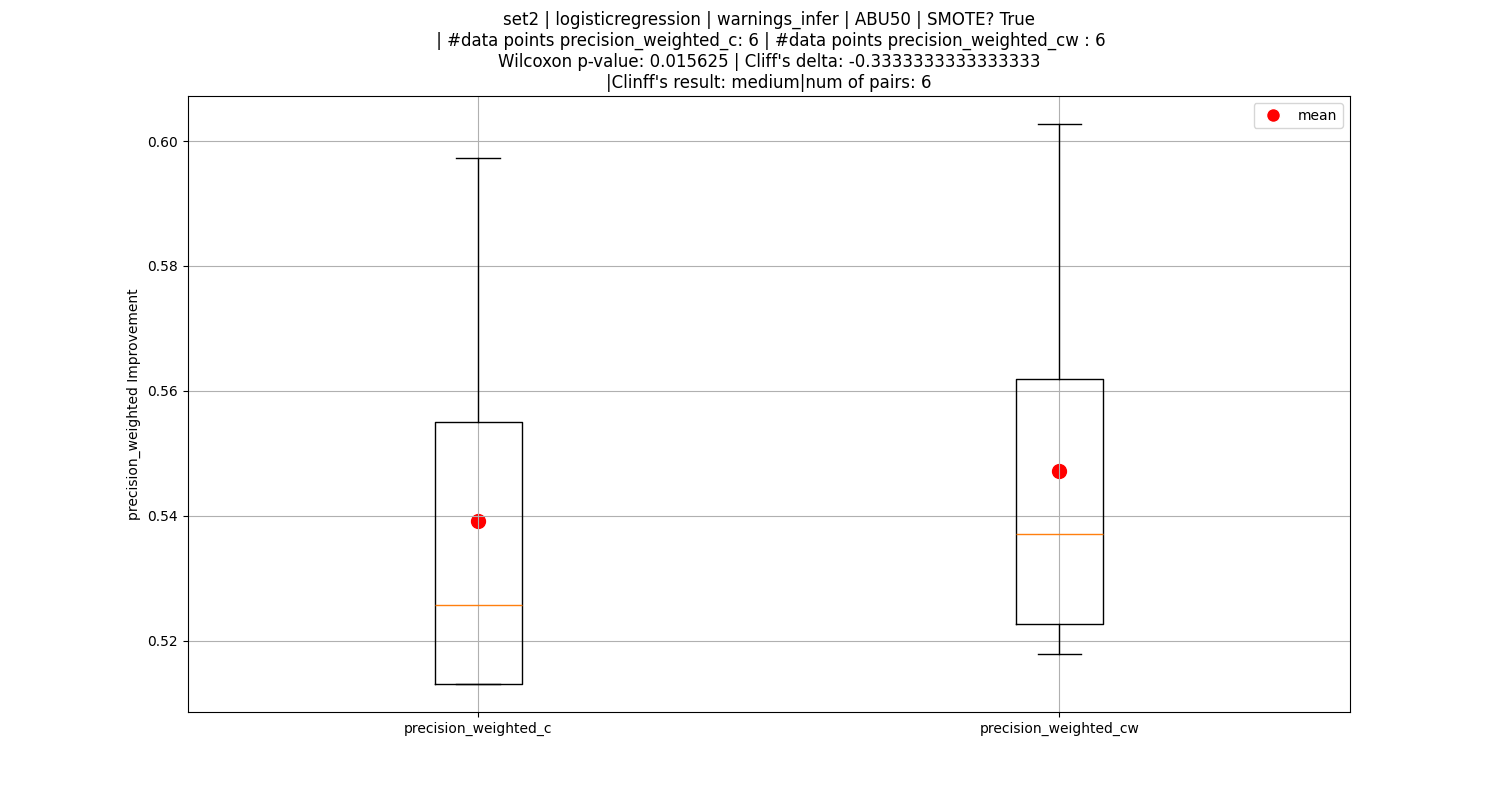 set2 | logisticregression | warnings_infer | ABU50 | SMOTE? True
| #data points precision_weighted_c: 6 | #data points precision_weighted_cw : 6
Wilcoxon p-value: 0.015625 | Cliff's delta: -0.3333333333333333
|Clinff's result: medium|num of pairs: 6
mean
0.60
0.58
0.56
0.54
0.52
precision_weighted Improvement
precision_weighted_c
precision_weighted_cw